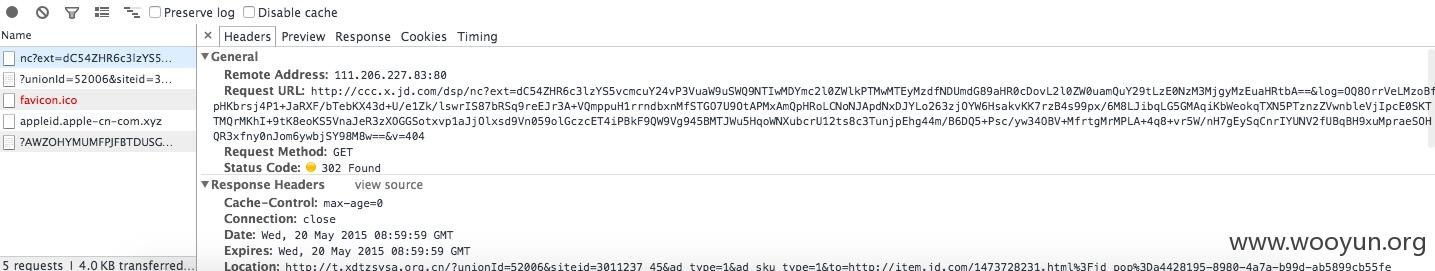 Preserve log Disable cache
Name
× Headers Preview Response Cookies Timing
nc?ext=dC54ZHR6c3lzYS5...
?unionId=52006&siteid=3...
favicon.ico
appleid.apple-cn-com.xyz
?AWZOHYMUMFPJFBTDUSG...
5 requests | 4.0 KB transferred...
▼General
Remote Address: 111.206.227.83:80
Request URL: http://ccc.x.jd.com/dsp/nc?ext=dC54ZHR6c3lzYS5vcmcuY24vP3VuaW9uSWQ9NTIwMDYmc2l0ZWlkPTMwMTEyMzdfNDUmdG89aHR0cDovL2l0ZW0uamQuY29tLzE0NzM3MjgyMzEuaHRtbA==&log=OQ8OrrVeLMzoBf
pHKbrsj4P1+JaRXF/bTebKX43d+U/e1Zk/lswrIS87bRSq9reEJr3A+VQmppuH1rrndbxnMfSTGO7U9OtAPMxAmQpHRoLCNoNJApdNxDJYLo263zjOYW6HsakvKK7rzB4s99px/6M8LJibqLG5GMAqiKbWeokqTXN5PTznzZVwnbleVjIpcE0SKT
TMQrMKhI+9tK8eoKS5VnaJeR3zXOGGSotxvp1aJjOlxsd9Vn059olGczcET4iPBkF9QW9Vg945BMTJWu5HqoWNXUbcrU12ts8c3TunjpEhg44m/B6DQ5+Psc/yw34OBV+MfrtgMrMPLA+4q8+vr5W/nH7gEySqCnrIYUNV2fUBqBH9xuMpraeSOH
QR3xfny0nJom6ywbjSY98M8w==&v=404
Request Method: GET
Status Code: 302 Found
▼Response Headers view source
Cache-Control: max-age=0
Connection: close
Date: Wed, 20 May 2015 08:59:59 GMT
Expires: Wed, 20 May 2015 08:59:59 GMT
Location: http://t.xdtzsysa.org.cn/?unionId=52006&siteid=3011237_45&ad_type=1&ad_sku_type=1&to=http://item.jd.com/1473728231.html%3Fjd_pop%3Da4428195-8980-4a7a-b99d-ab5899cb55fe
www.wooyun.org